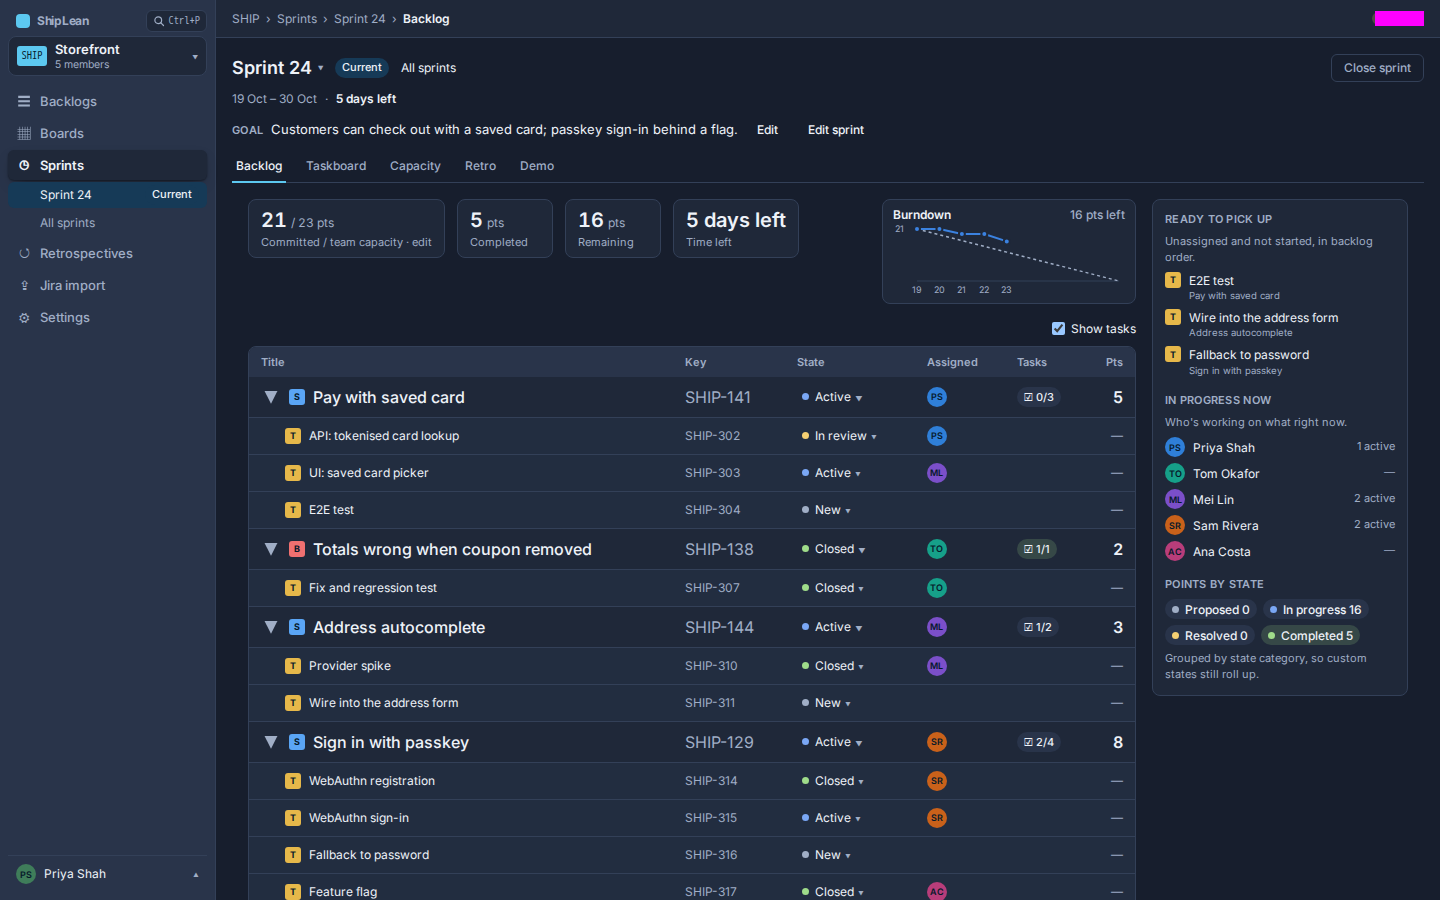 ShipLean
Ctrl+P
SHIP
Storefront
5 members
Backlogs
Boards
Sprints
Sprint 24
Current
All sprints
Retrospectives
Jira import
Settings
PS
Priya Shah
SHIP › Sprints › Sprint 24 › Backlog
Sprint 24
Current
All sprints
Close sprint
19 Oct – 30 Oct · 5 days left
GOAL Customers can check out with a saved card; passkey sign-in behind a flag. Edit Edit sprint
Backlog Taskboard Capacity Retro Demo
21 / 23 pts
Committed / team capacity · edit
5 pts
Completed
16 pts
Remaining
5 days left
Time left
Burndown 16 pts left
21
19 20 21 22 23
Show tasks
Title Key State Assigned Tasks Pts
S Pay with saved card SHIP-141 Active PS 0/3 5
T API: tokenised card lookup SHIP-302 In review PS —
T UI: saved card picker SHIP-303 Active ML —
T E2E test SHIP-304 New —
B Totals wrong when coupon removed SHIP-138 Closed TO 1/1 2
T Fix and regression test SHIP-307 Closed TO —
S Address autocomplete SHIP-144 Active ML 1/2 3
T Provider spike SHIP-310 Closed ML —
T Wire into the address form SHIP-311 New —
S Sign in with passkey SHIP-129 Active SR 2/4 8
T WebAuthn registration SHIP-314 Closed SR —
T WebAuthn sign-in SHIP-315 Active SR —
T Fallback to password SHIP-316 New —
T Feature flag SHIP-317 Closed AC —
READY TO PICK UP
Unassigned and not started, in backlog
order.
T E2E test
Pay with saved card
T Wire into the address form
Address autocomplete
T Fallback to password
Sign in with passkey
IN PROGRESS NOW
Who's working on what right now.
PS Priya Shah 1 active
TO Tom Okafor —
ML Mei Lin 2 active
SR Sam Rivera 2 active
AC Ana Costa —
POINTS BY STATE
Proposed 0 In progress 16
Resolved 0 Completed 5
Grouped by state category, so custom
states still roll up.